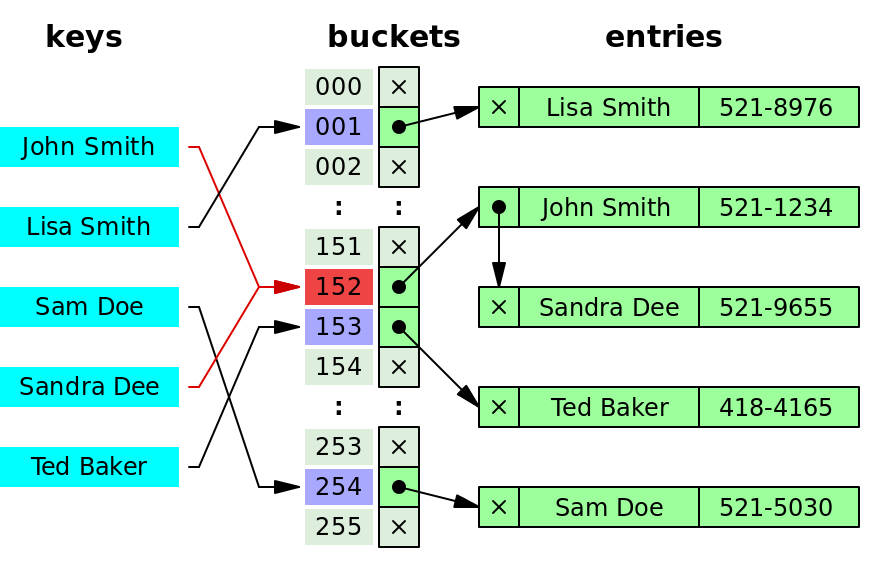 keys buckets entries
000 ×
001
002 ×
: :
151 ×
152
153
154 ×
: :
253 ×
254
255 ×
John Smith
Lisa Smith
Sam Doe
Sandra Dee
Ted Baker
× Lisa Smith 521-8976
John Smith 521-1234
× Sandra Dee 521-9655
× Ted Baker 418-4165
× Sam Doe 521-5030